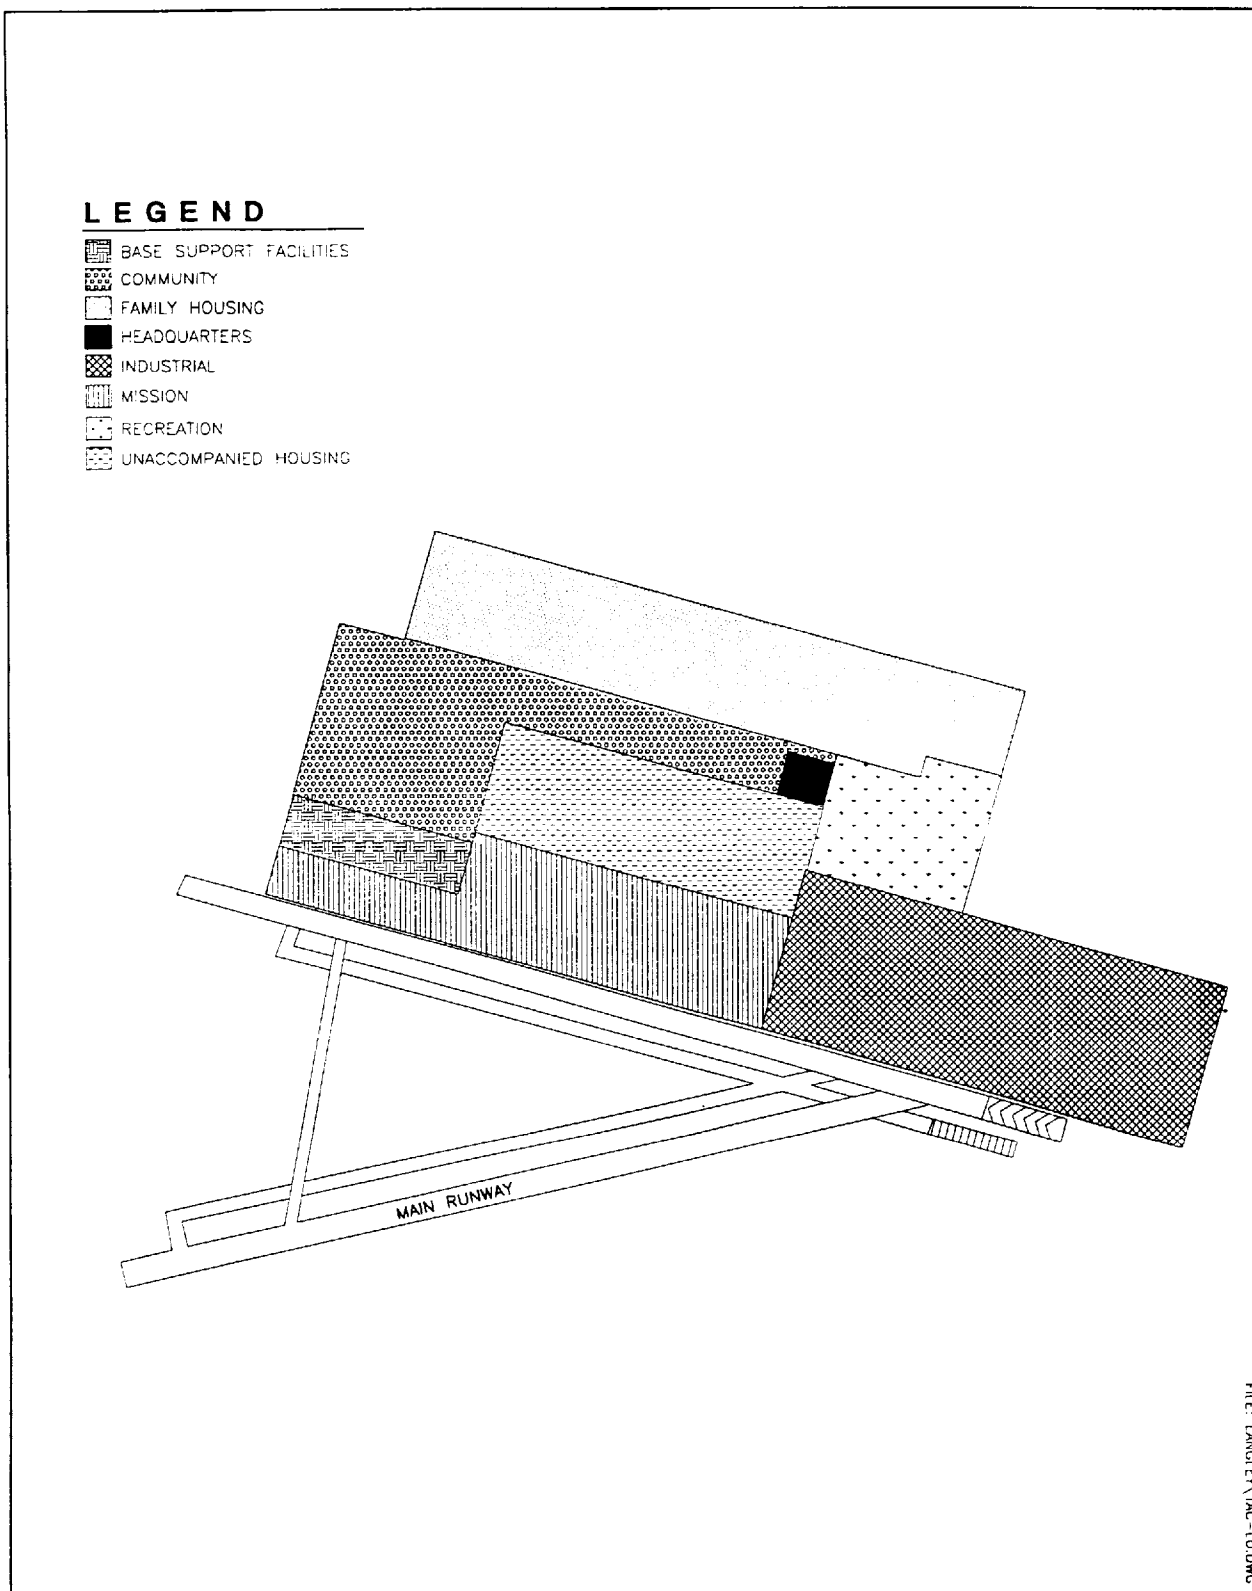 LEGEND
BASE SUPPORT FACILITIES
COMMUNITY
FAMILY HOUSING
HEADQUARTERS
INDUSTRIAL
MISSION
RECREATION
UNACCOMPANIED HOUSING
MAIN RUNWAY